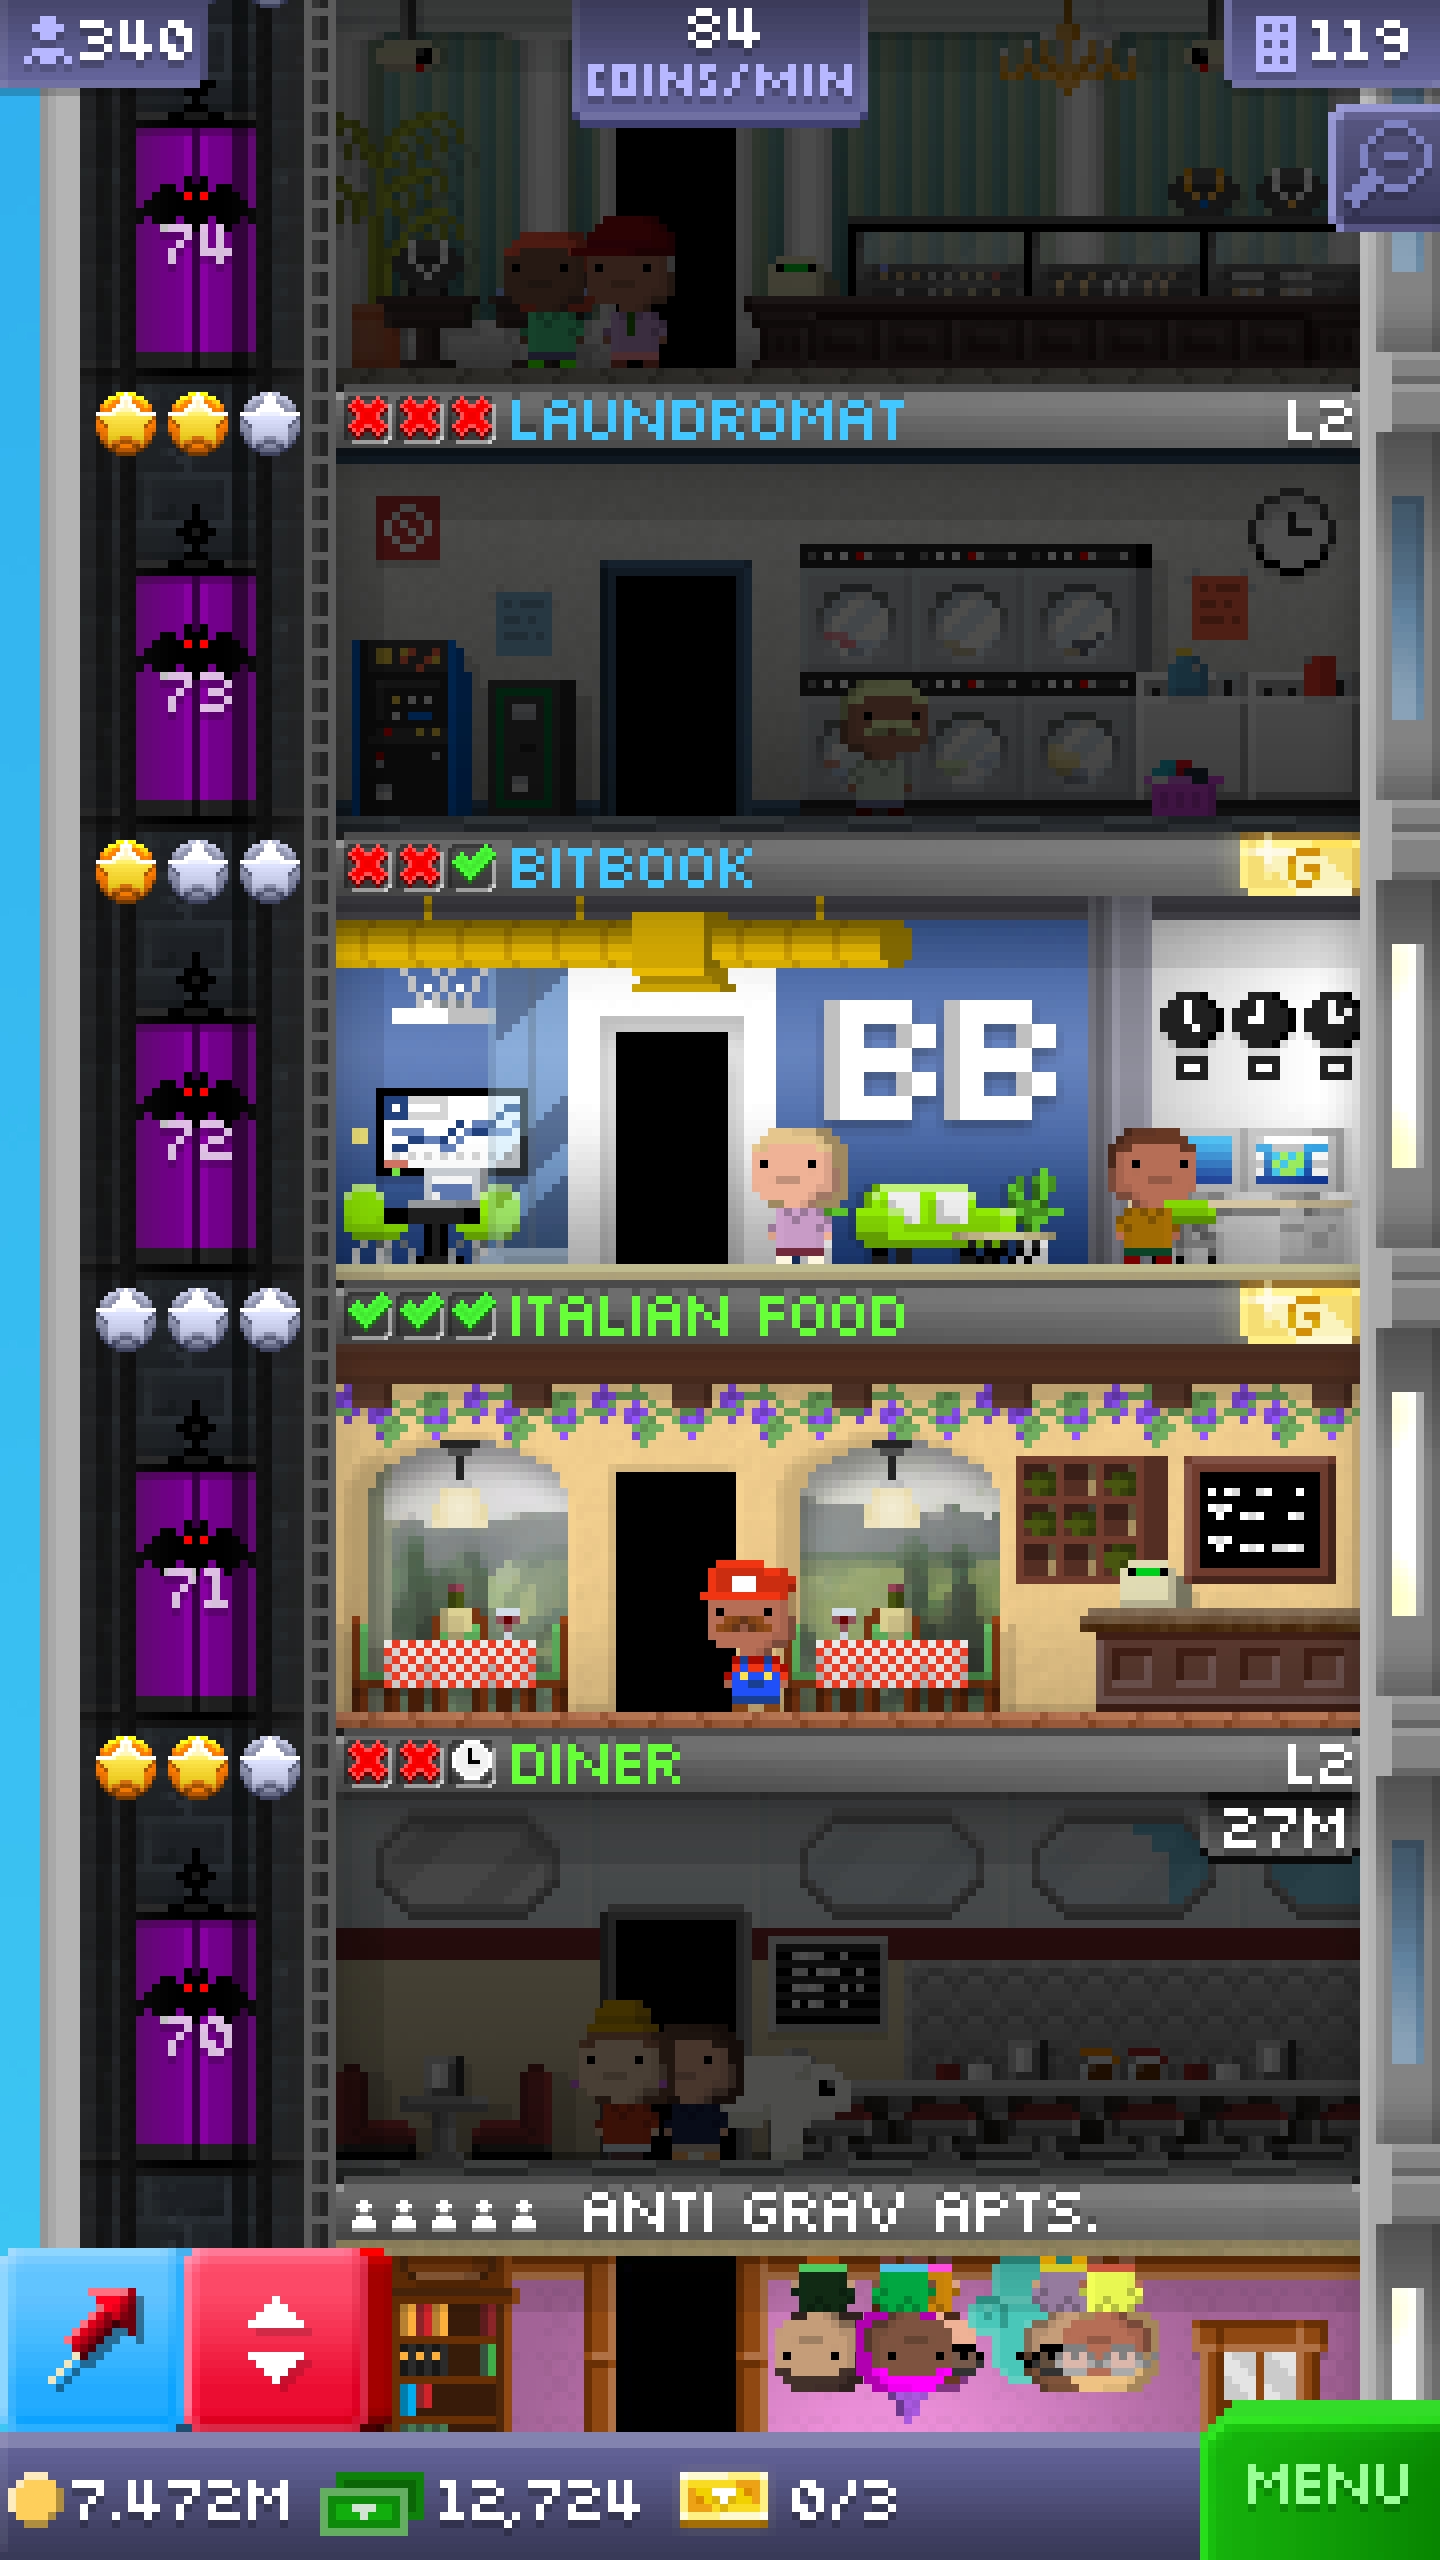 340
84
COINS/MIN
119
74
LAUNDROMAT
L2
73
BITBOOK
G
BB
72
ITALIAN FOOD
G
71
DINER
L2
27M
70
ANTI GRAV APTS.
7.472M
12,724
0/3
MENU